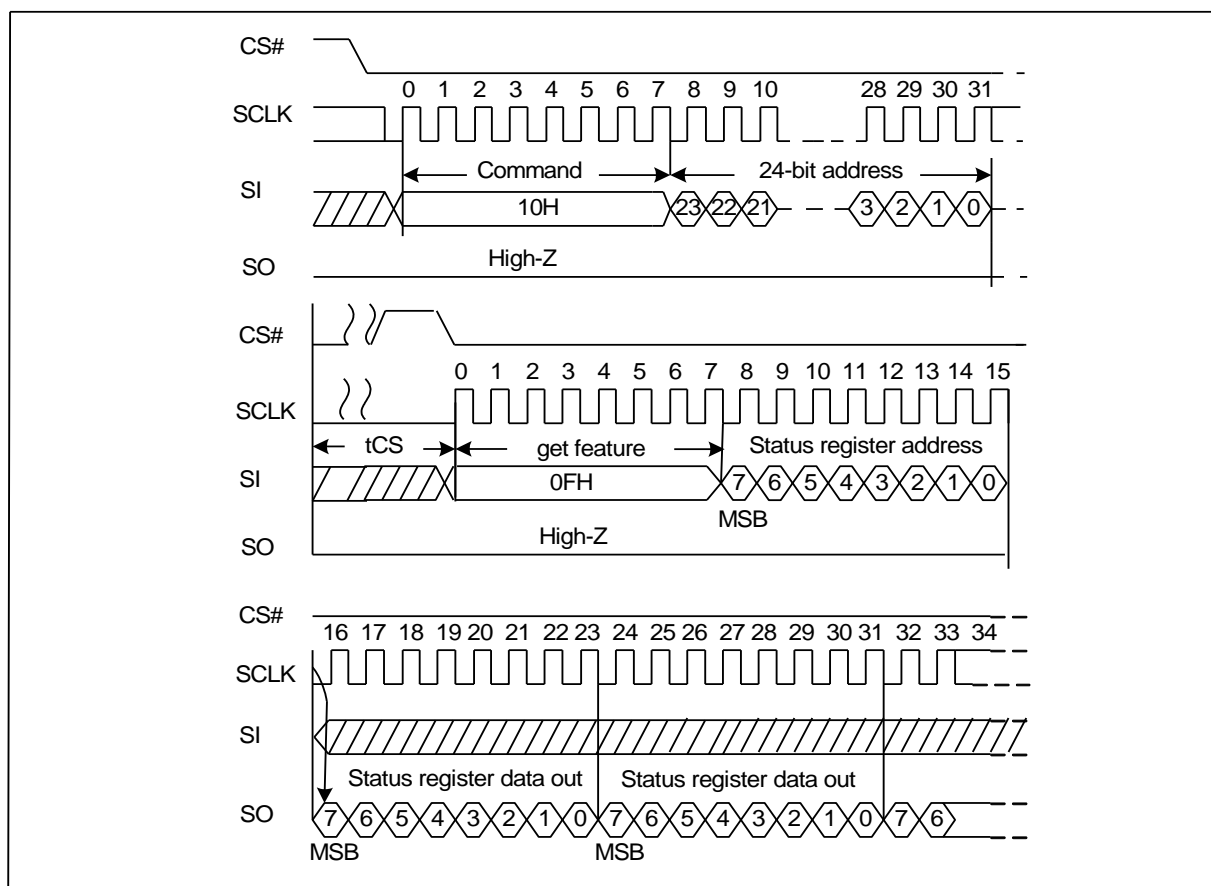 CS#
0 1 2 3 4 5 6 7 8 9 10 28 29 30 31
SCLK
Command 24-bit address
SI
10H 23 22 21 3 2 1 0
High-Z
SO
CS#
0 1 2 3 4 5 6 7 8 9 10 11 12 13 14 15
SCLK
tCS get feature Status register address
SI
0FH 7 6 5 4 3 2 1 0
MSB
High-Z
SO
CS#
16 17 18 19 20 21 22 23 24 25 26 27 28 29 30 31 32 33 34
SCLK
SI
Status register data out Status register data out
SO 7 6 5 4 3 2 1 0 7 6 5 4 3 2 1 0 7 6
MSB MSB